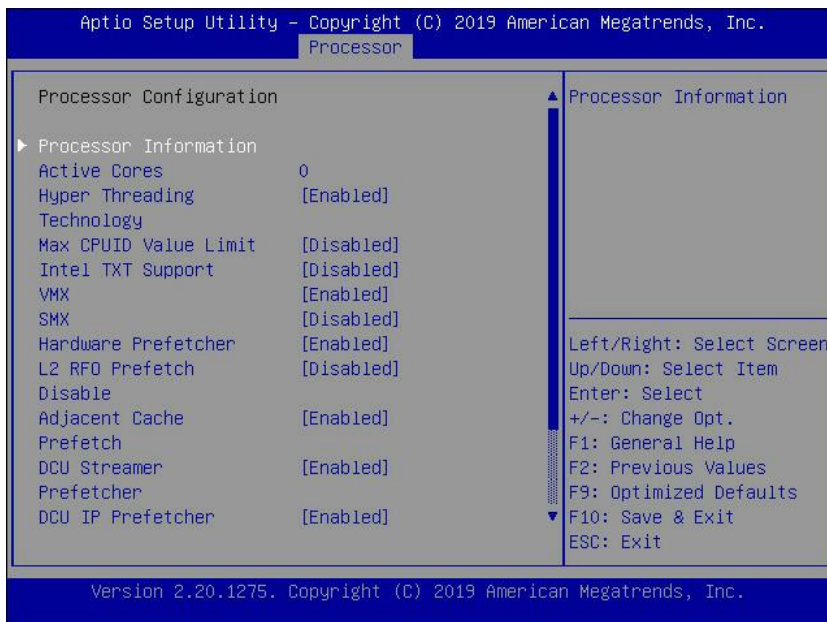 Aptio Setup Utility – Copyright (C) 2019 American Megatrends, Inc.
Processor
Processor Configuration
Processor Information
Active Cores 0
Hyper Threading [Enabled]
Technology
Max CPUID Value Limit [Disabled]
Intel TXT Support [Disabled]
VMX [Enabled]
SMX [Disabled]
Hardware Prefetcher [Enabled]
L2 RFO Prefetch [Disabled]
Disable
Adjacent Cache [Enabled]
Prefetch
DCU Streamer [Enabled]
Prefetcher
DCU IP Prefetcher [Enabled]
Processor Information
Left/Right: Select Screen
Up/Down: Select Item
Enter: Select
+/-: Change Opt.
F1: General Help
F2: Previous Values
F9: Optimized Defaults
F10: Save & Exit
ESC: Exit
Version 2.20.1275. Copyright (C) 2019 American Megatrends, Inc.